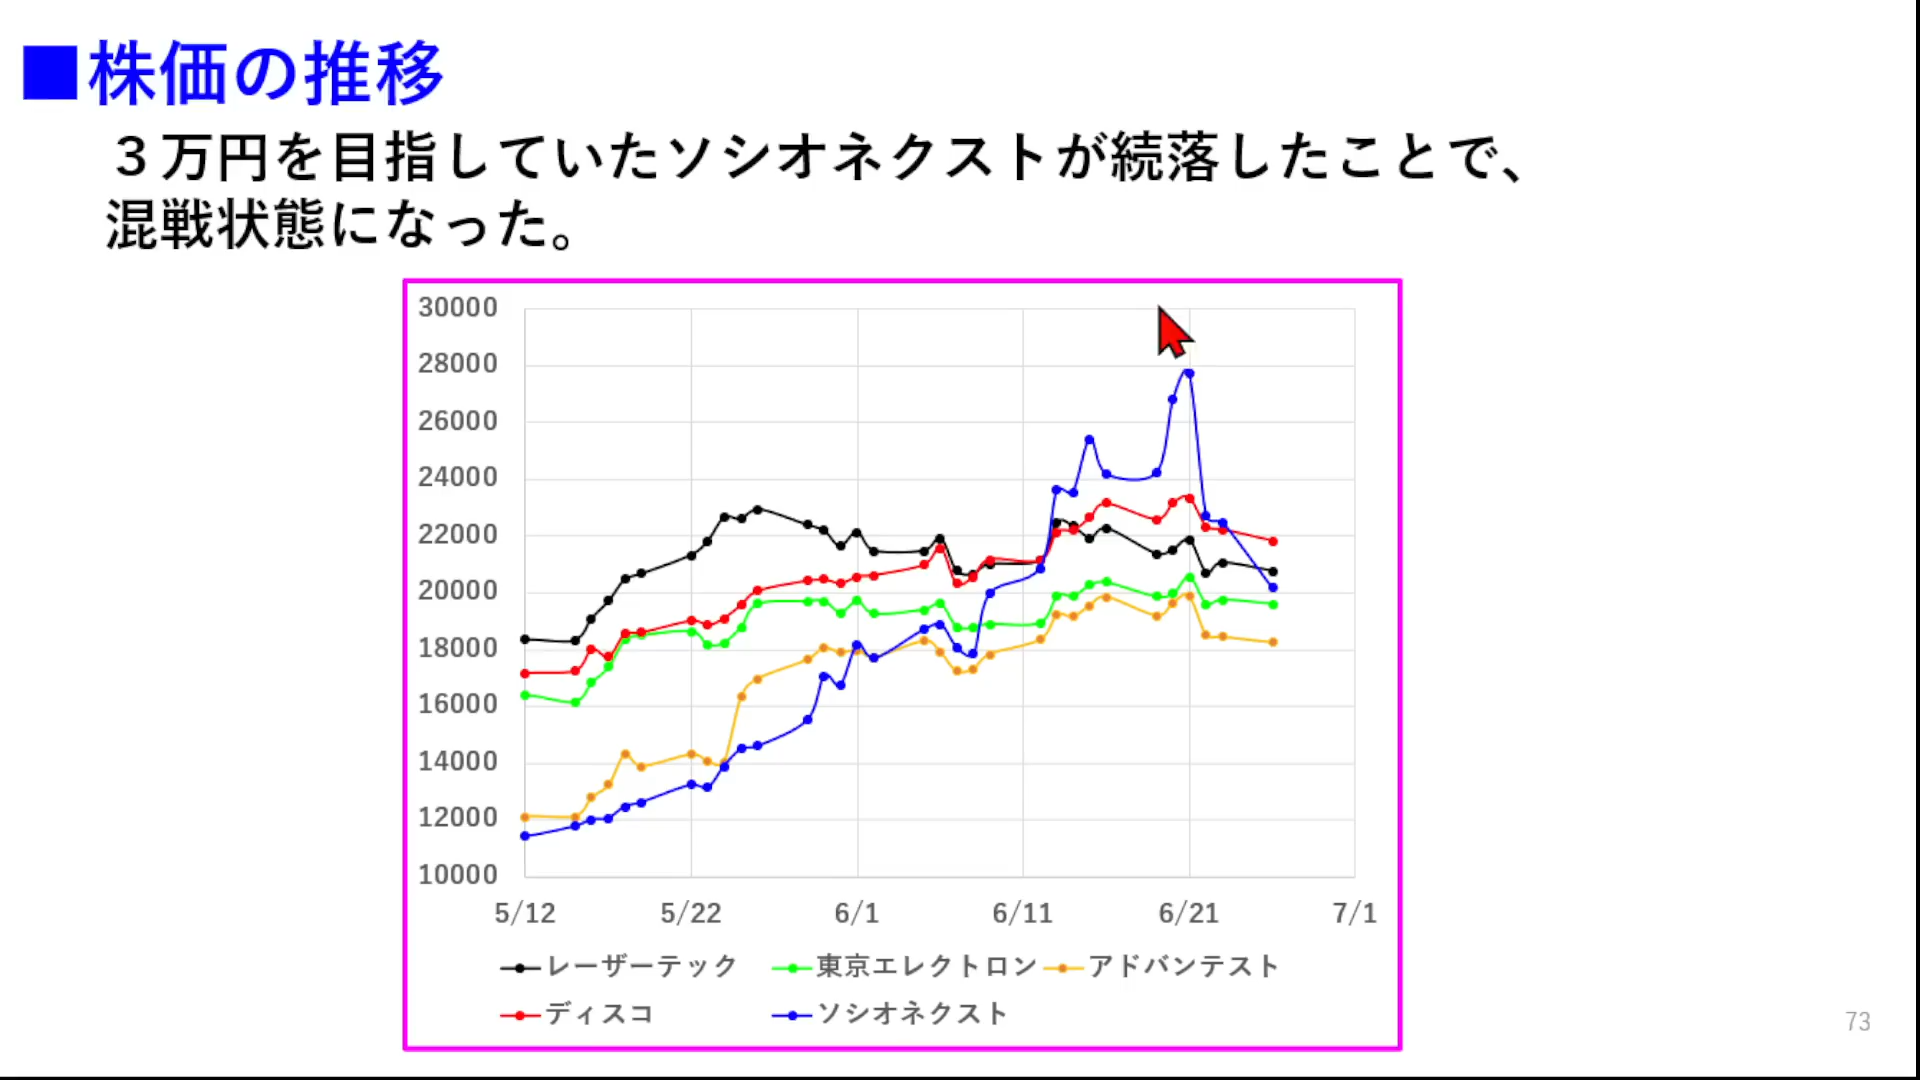 ■株価の推移
３万円を目指していたソシオネクストが続落したことで、
混戦状態になった。
30000
28000
26000
24000
22000
20000
18000
16000
14000
12000
10000
5/12 5/22 6/1 6/11 6/21 7/1
レーザーテック 東京エレクトロン アドバンテスト
ディスコ ソシオネクスト
73